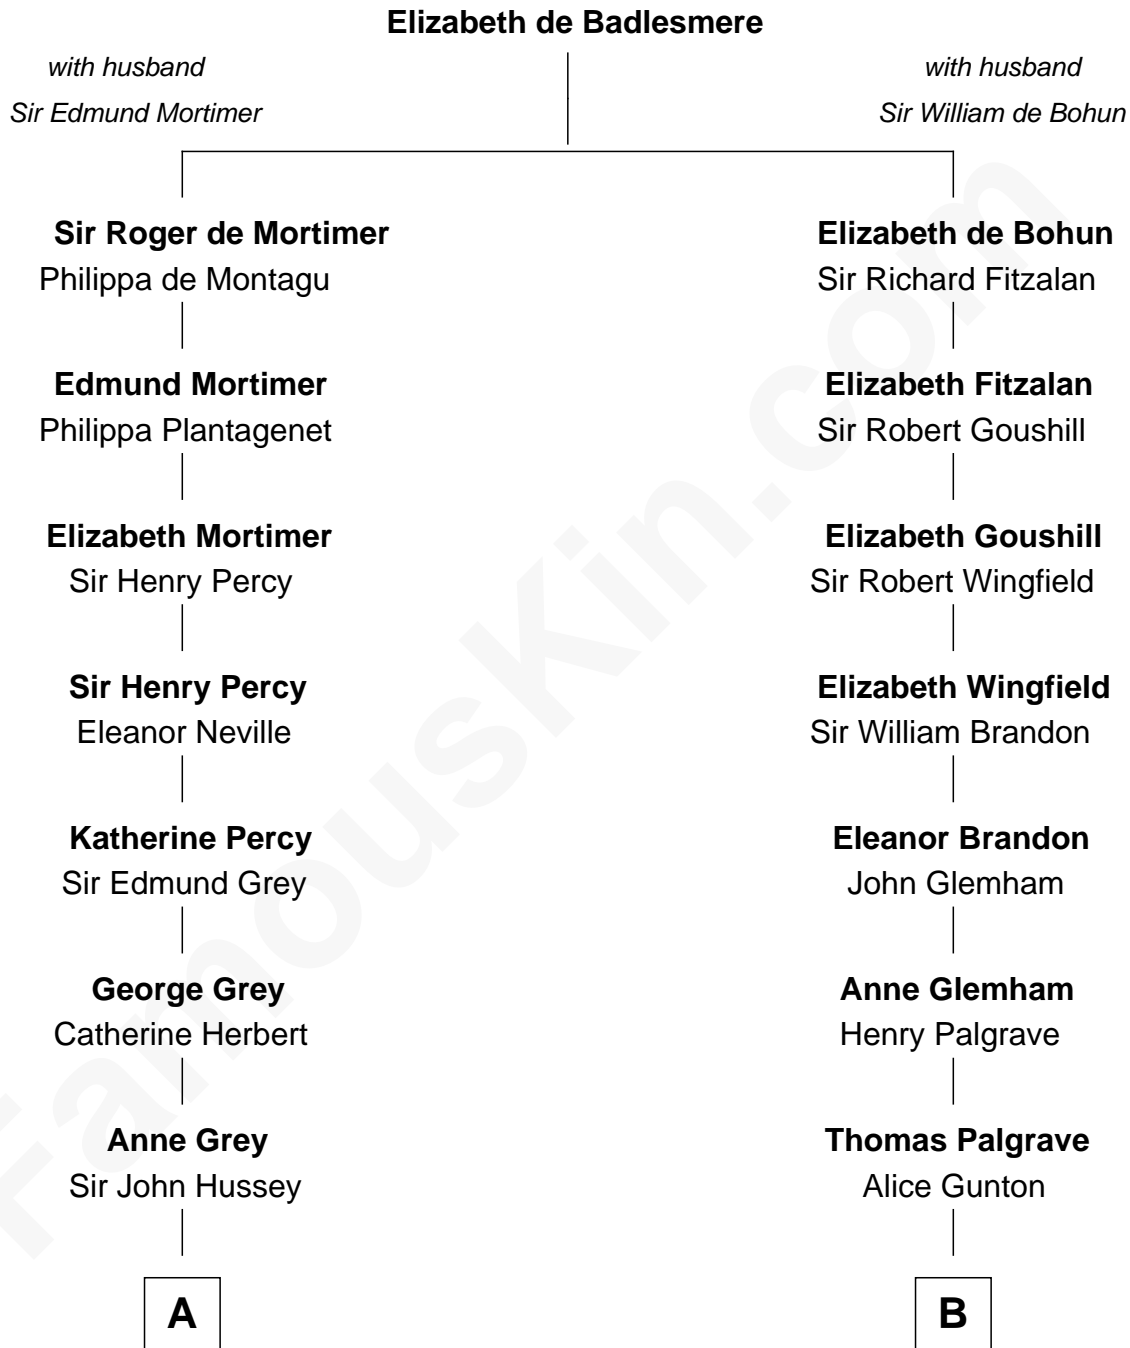 Elizabeth de Badlesmere
with husband
Sir Edmund Mortimer
with husband
Sir William de Bohun
Sir Roger de Mortimer
Philippa de Montagu
Elizabeth de Bohun
Sir Richard Fitzalan
Edmund Mortimer
Philippa Plantagenet
Elizabeth Fitzalan
Sir Robert Goushill
Elizabeth Mortimer
Sir Henry Percy
Elizabeth Goushill
Sir Robert Wingfield
Sir Henry Percy
Eleanor Neville
Elizabeth Wingfield
Sir William Brandon
Katherine Percy
Sir Edmund Grey
Eleanor Brandon
John Glemham
George Grey
Catherine Herbert
Anne Glemham
Henry Palgrave
Anne Grey
Sir John Hussey
Thomas Palgrave
Alice Gunton
A
B
FamousKin.com